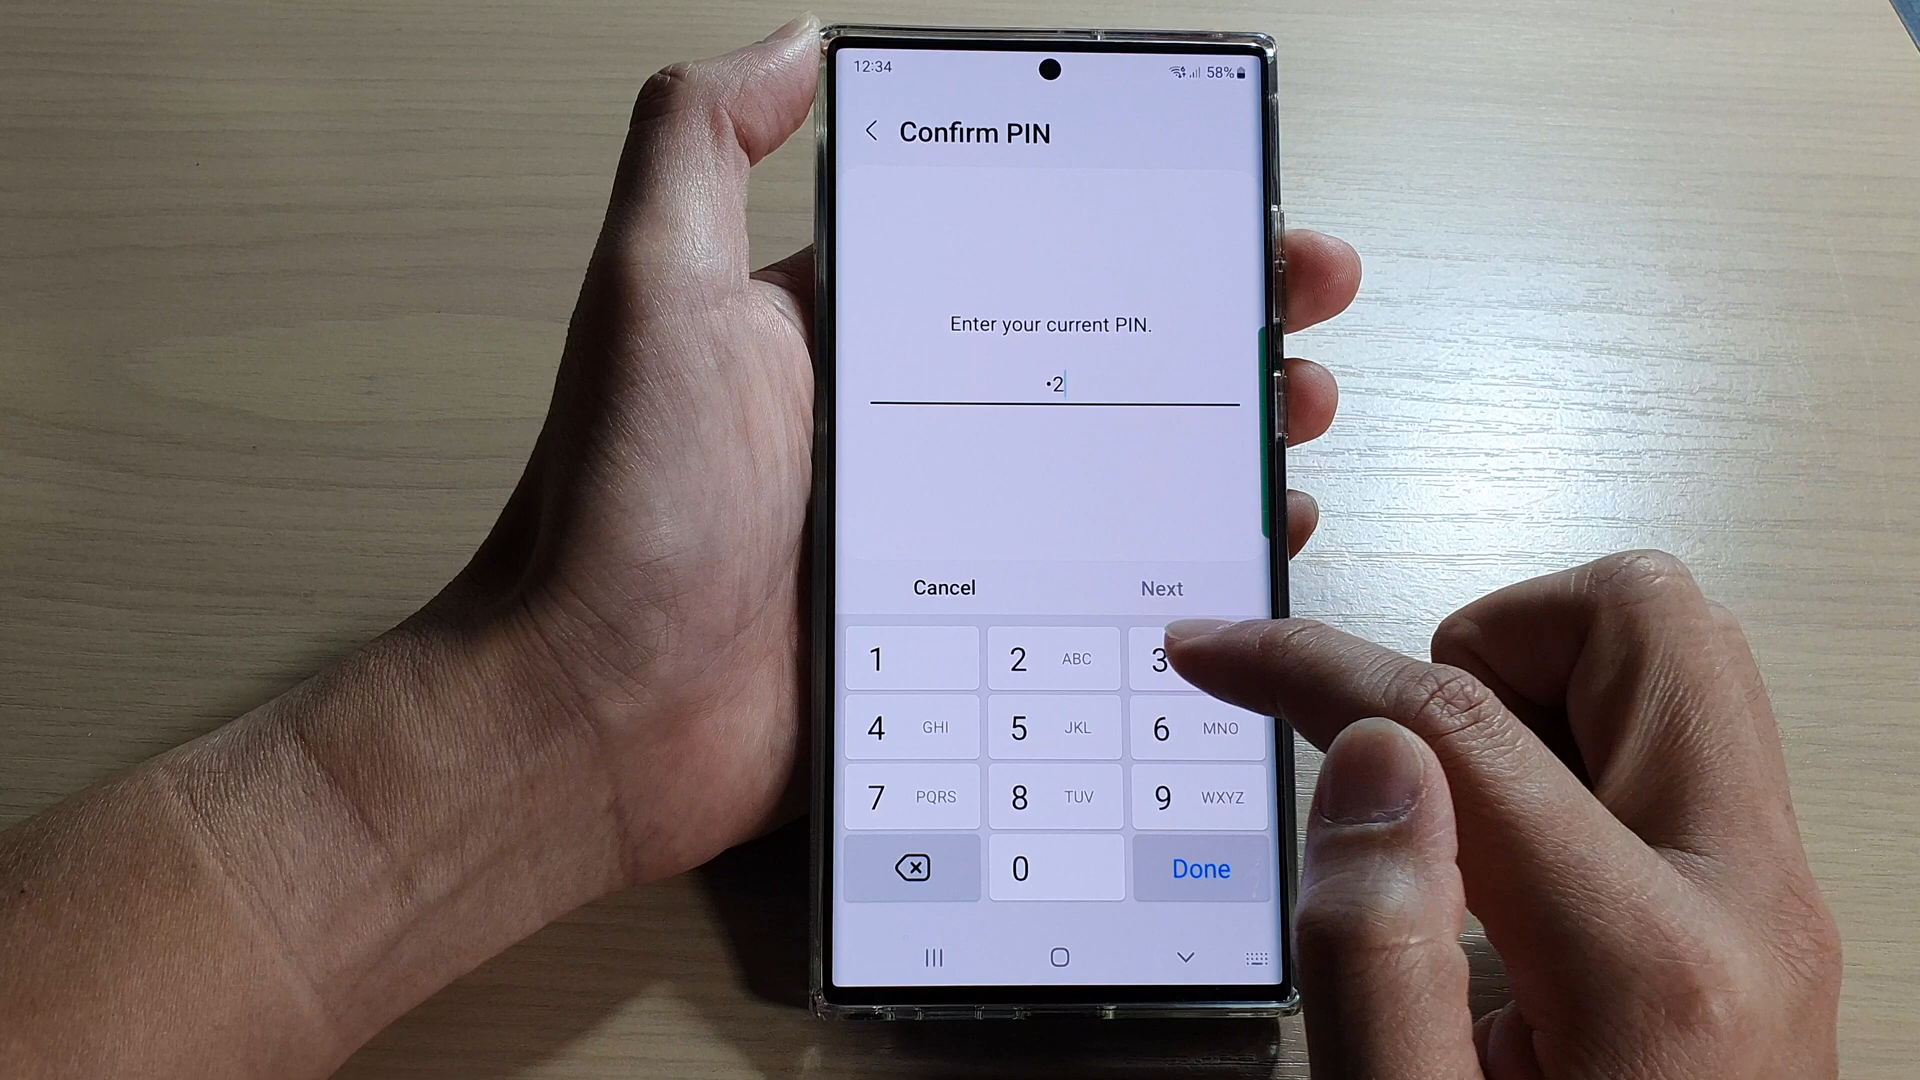 12:34
58%
Confirm PIN
Enter your current PIN.
•2
Cancel Next
1 2 ABC 3
4 GHI 5 JKL 6 MNO
7 PQRS 8 TUV 9 WXYZ
0 Done